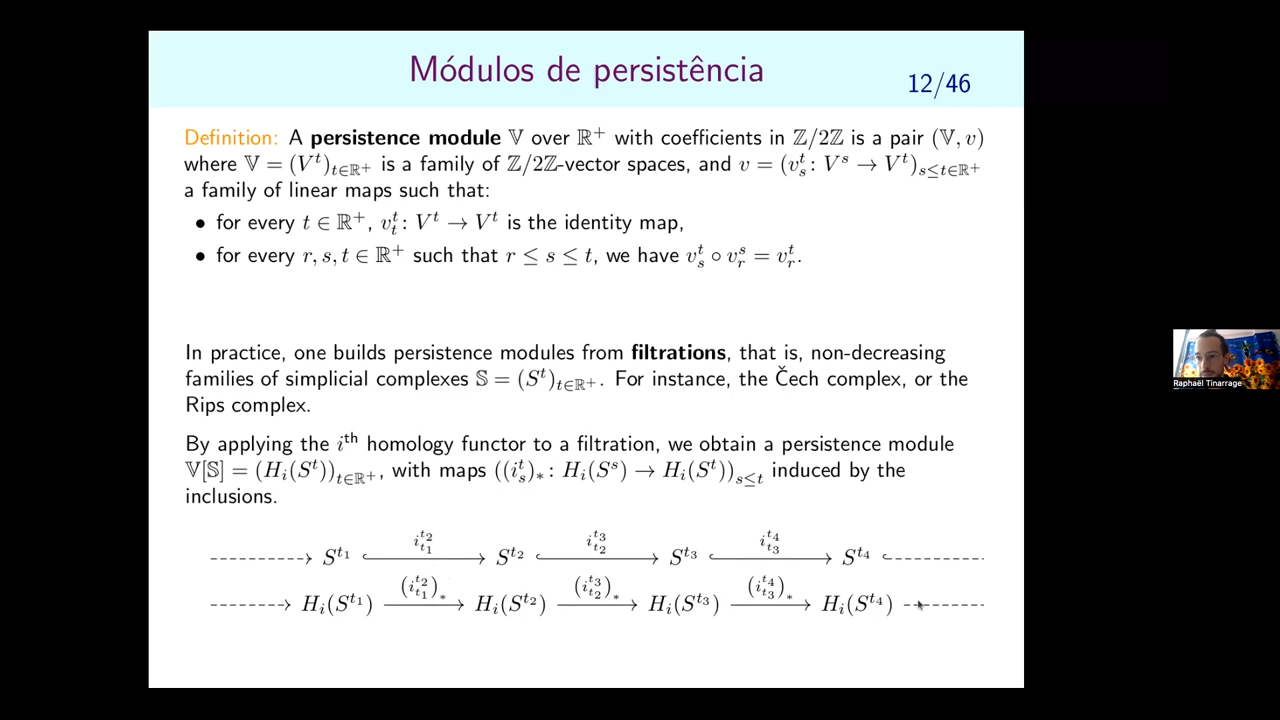 Módulos de persistência
12/46
Definition: A persistence module 𝕍 over ℝ⁺ with coefficients in ℤ/2ℤ is a pair (𝕍, v)
where 𝕍 = (Vᵗ)_{t∈ℝ⁺} is a family of ℤ/2ℤ-vector spaces, and v = (v_s^t : V^s → V^t)_{s≤t∈ℝ⁺}
a family of linear maps such that:
• for every t ∈ ℝ⁺, v_t^t : V^t → V^t is the identity map,
• for every r, s, t ∈ ℝ⁺ such that r ≤ s ≤ t, we have v_s^t ∘ v_r^s = v_r^t.
In practice, one builds persistence modules from filtrations, that is, non-decreasing
families of simplicial complexes 𝕊 = (S^t)_{t∈ℝ⁺}. For instance, the Čech complex, or the
Rips complex.
By applying the i^th homology functor to a filtration, we obtain a persistence module
𝕍[𝕊] = (H_i(S^t))_{t∈ℝ⁺}, with maps ((i_s^t)_* : H_i(S^s) → H_i(S^t))_{s≤t} induced by the
inclusions.
i_{t_1}^{t_2} i_{t_2}^{t_3} i_{t_3}^{t_4}
S^{t_1} S^{t_2} S^{t_3} S^{t_4}
(i_{t_1}^{t_2})_* (i_{t_2}^{t_3})_* (i_{t_3}^{t_4})_*
H_i(S^{t_1}) H_i(S^{t_2}) H_i(S^{t_3}) H_i(S^{t_4})
Raphaël Tinarrage